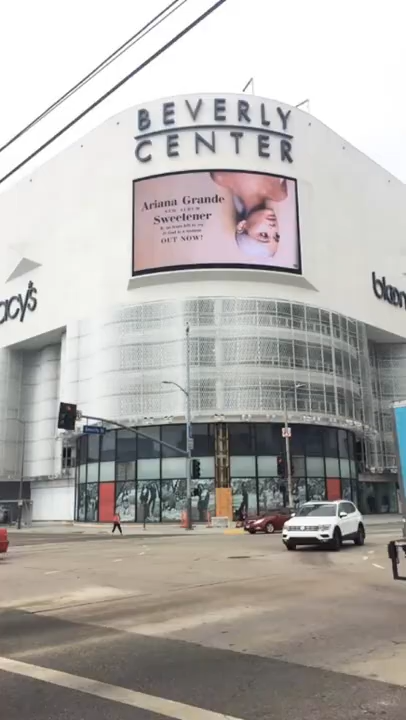 BEVERLY
CENTER
Ariana Grande
NEW ALBUM
Sweetener
OUT NOW!
acy's
bloom